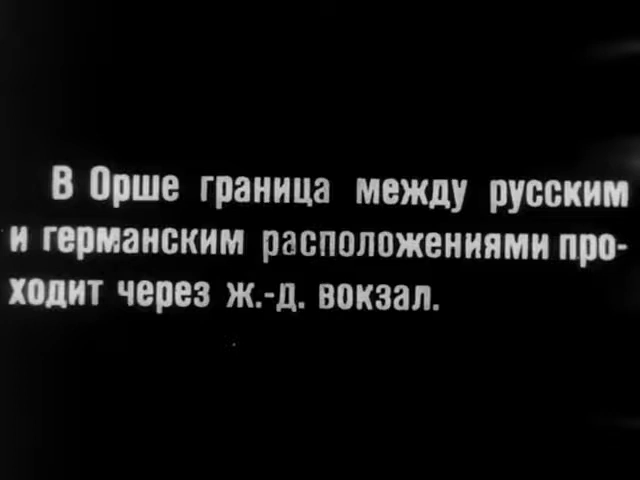 В Орше граница между русским
и германским расположениями про-
ходит через ж.-д. вокзал.